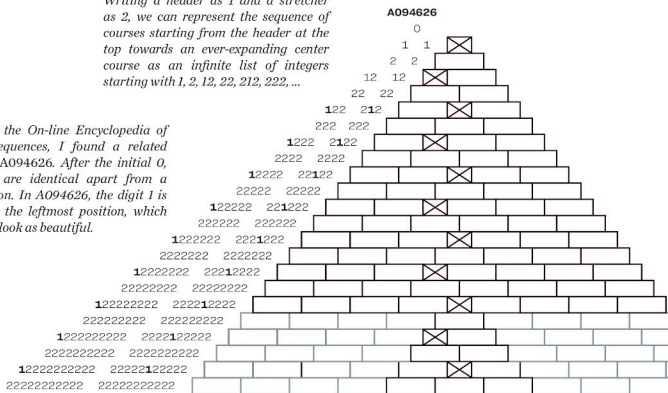 Writing a header as 1 and a stretcher
as 2, we can represent the sequence of
courses starting from the header at the
top towards an ever-expanding center
course as an infinite list of integers
starting with 1, 2, 12, 22, 212, 222, ...
A094626
0
1 1
2 2
12 12
22 22
122 212
222 222
1222 2122
2222 2222
12222 22122
22222 22222
122222 221222
222222 222222
1222222 2221222
2222222 2222222
12222222 22212222
22222222 22222222
122222222 222212222
222222222 222222222
1222222222 2222122222
2222222222 2222222222
12222222222 22222122222
22222222222 22222222222
the On-line Encyclopedia of
equences, I found a related
A094626. After the initial 0,
are identical apart from a
on. In A094626, the digit 1 is
the leftmost position, which
look as beautiful.